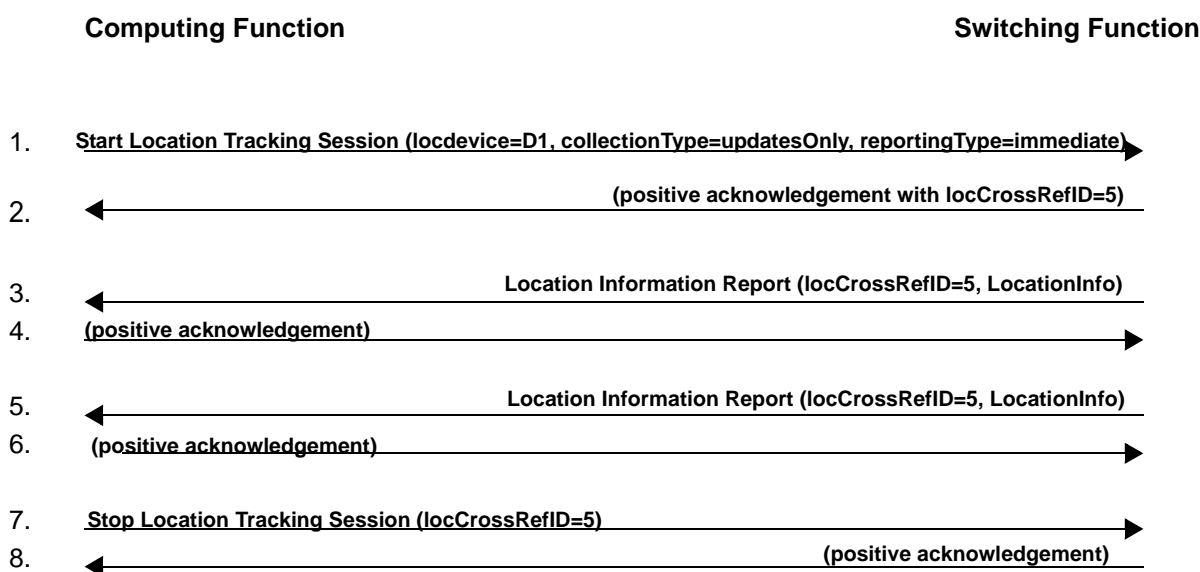 Computing Function Switching Function
1. Start Location Tracking Session (locdevice=D1, collectionType=updatesOnly, reportingType=immediate)
2. (positive acknowledgement with locCrossRefID=5)
3. Location Information Report (locCrossRefID=5, LocationInfo)
4. (positive acknowledgement)
5. Location Information Report (locCrossRefID=5, LocationInfo)
6. (positive acknowledgement)
7. Stop Location Tracking Session (locCrossRefID=5)
8. (positive acknowledgement)